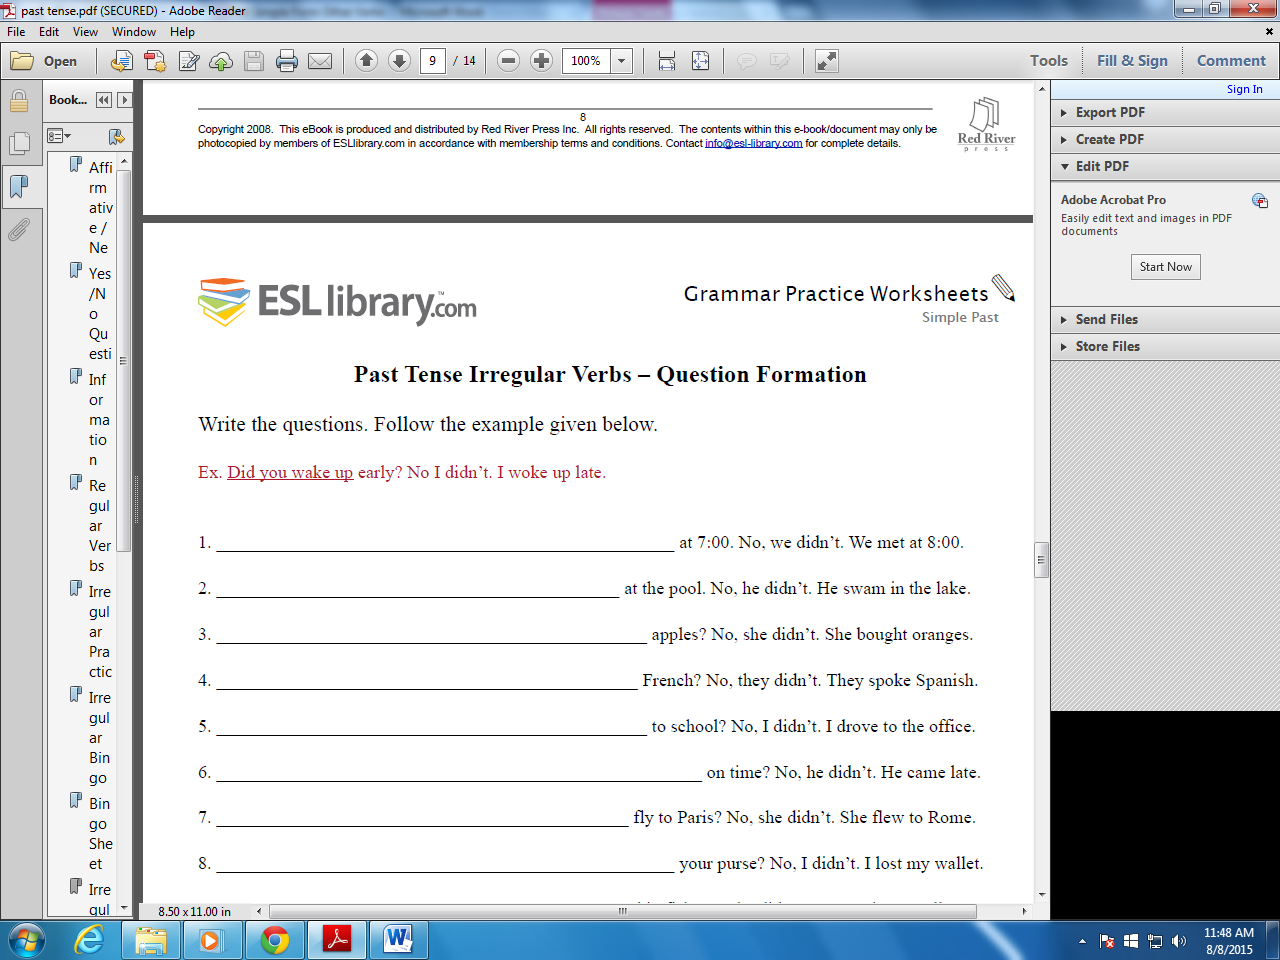 past tense.pdf (SECURED) - Adobe Reader
File Edit View Window Help
Open 9 / 14 100% Tools Fill & Sign Comment
Sign In
Book...
Affi
rm
ativ
e /
Ne
Yes
/N
o
Qu
esti
Inf
or
ma
tio
n
Re
gul
ar
Ver
bs
Irre
gul
ar
Pra
ctic
Irre
gul
ar
Bin
go
Bin
go
She
et
Irre
gul
8
Copyright 2008. This eBook is produced and distributed by Red River Press Inc. All rights reserved. The contents within this e-book/document may only be
photocopied by members of ESLlibrary.com in accordance with membership terms and conditions. Contact info@esl-library.com for complete details.
Red River
press
ESL library.com™
Grammar Practice Worksheets
Simple Past
Past Tense Irregular Verbs – Question Formation
Write the questions. Follow the example given below.
Ex. Did you wake up early? No I didn't. I woke up late.
1. ______ at 7:00. No, we didn't. We met at 8:00.
2. ______ at the pool. No, he didn't. He swam in the lake.
3. ______ apples? No, she didn't. She bought oranges.
4. ______ French? No, they didn't. They spoke Spanish.
5. ______ to school? No, I didn't. I drove to the office.
6. ______ on time? No, he didn't. He came late.
7. ______ fly to Paris? No, she didn't. She flew to Rome.
8. ______ your purse? No, I didn't. I lost my wallet.
8.50 x 11.00 in
Export PDF
Create PDF
Edit PDF
Adobe Acrobat Pro
Easily edit text and images in PDF
documents
Start Now
Send Files
Store Files
11:48 AM
8/8/2015